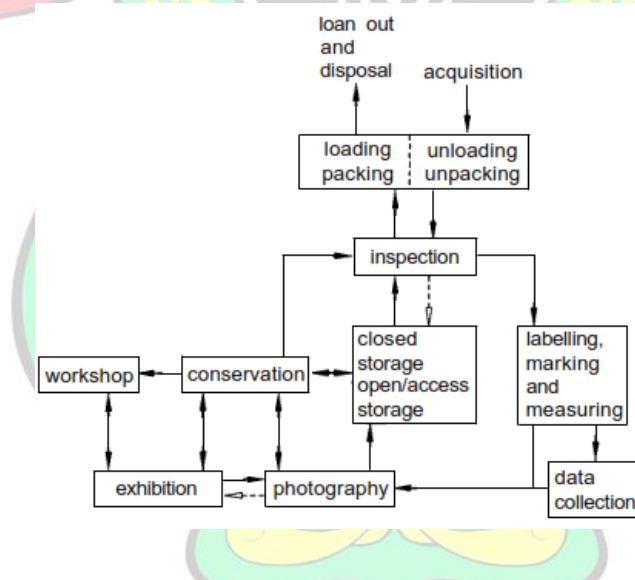 loan out
and
disposal
acquisition
loading
packing
unloading
unpacking
inspection
closed
storage
open/access
storage
labelling,
marking
and
measuring
workshop
conservation
exhibition
photography
data
collection